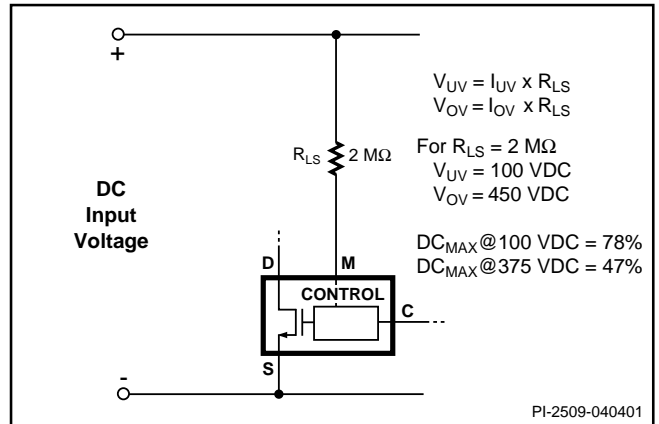 +
V_UV = I_UV x R_LS
V_OV = I_OV x R_LS
R_LS 2 MΩ
For R_LS = 2 MΩ
V_UV = 100 VDC
V_OV = 450 VDC
DC
Input
Voltage
DC_MAX@100 VDC = 78%
DC_MAX@375 VDC = 47%
D M
CONTROL
C
S
-
PI-2509-040401